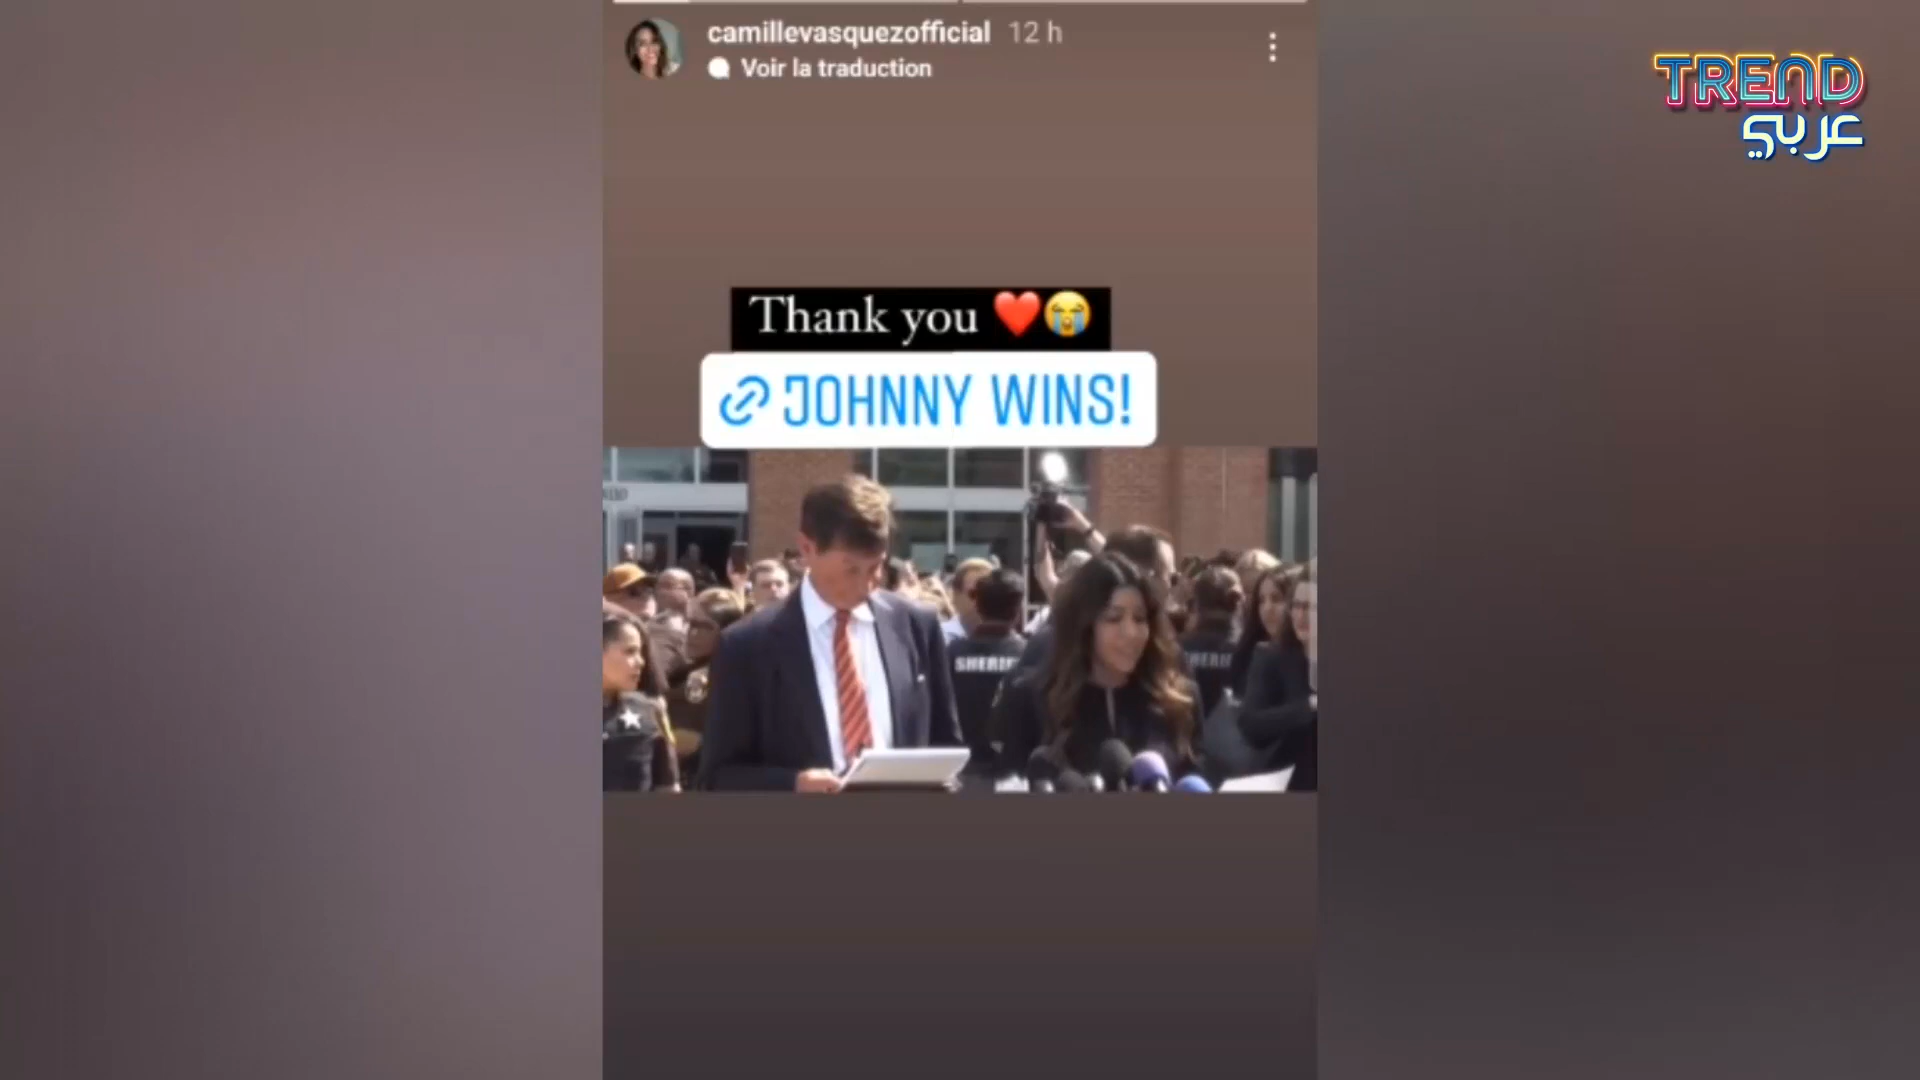 camillevasquezofficial 12 h
Voir la traduction
TREND
عربي
Thank you ❤️😭
JOHNNY WINS!
SHERIFF